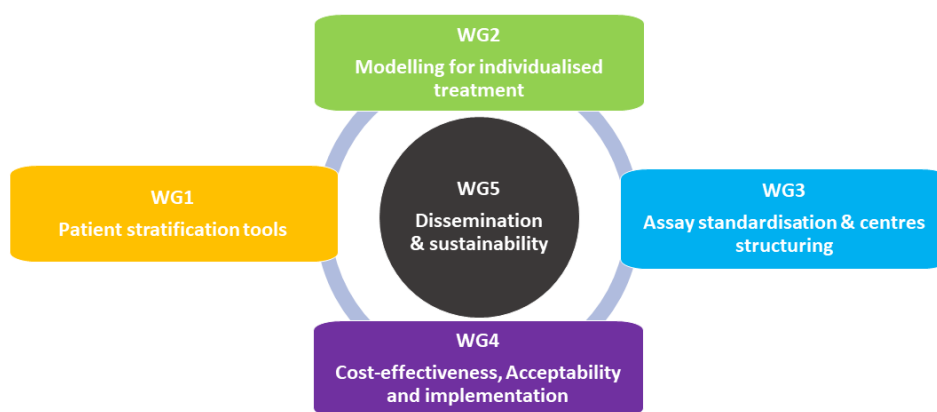 WG2
Modelling for individualised
treatment
WG1
Patient stratification tools
WG5
Dissemination
& sustainability
WG3
Assay standardisation & centres
structuring
WG4
Cost-effectiveness, Acceptability
and implementation